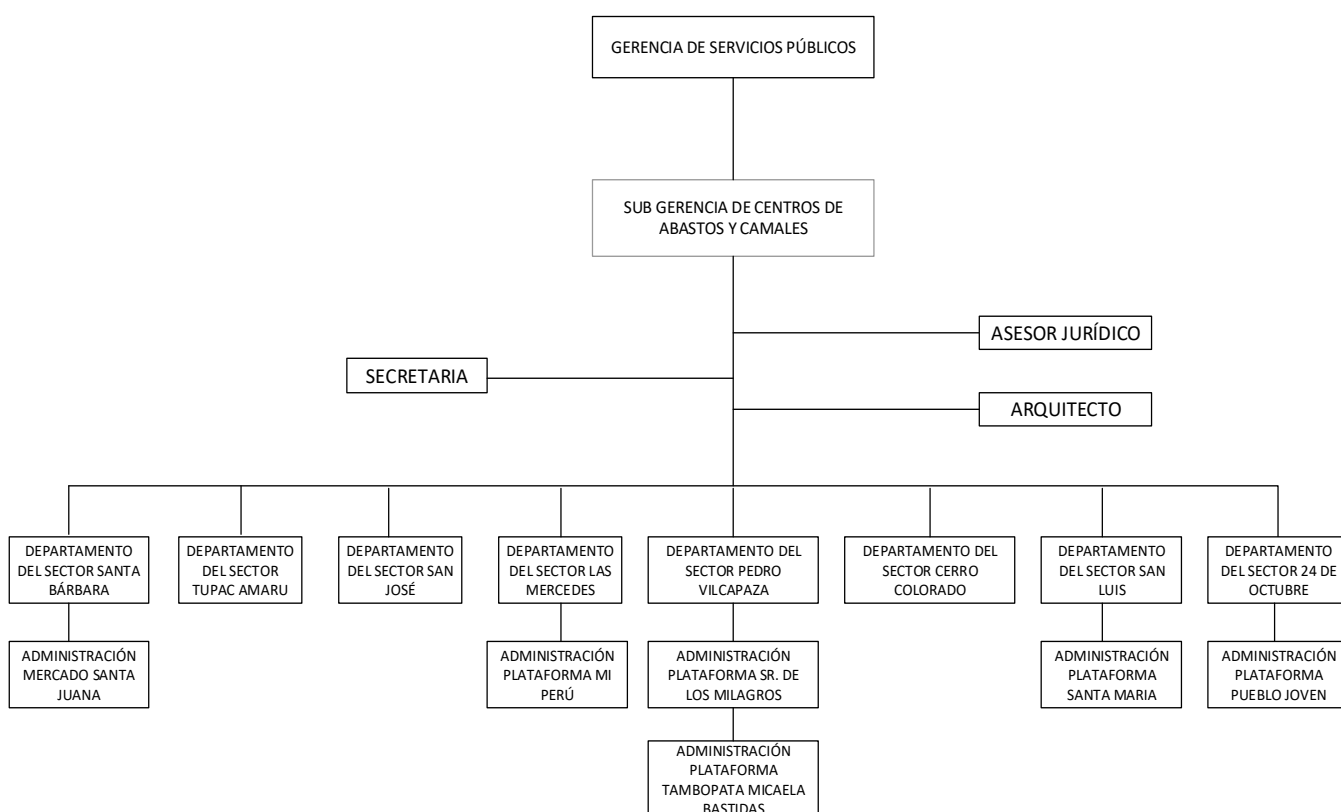 GERENCIA DE SERVICIOS PÚBLICOS
SUB GERENCIA DE CENTROS DE
ABASTOS Y CAMALES
ASESOR JURÍDICO
SECRETARIA
ARQUITECTO
DEPARTAMENTO
DEL SECTOR SANTA
BÁRBARA
DEPARTAMENTO
DEL SECTOR
TUPAC AMARU
DEPARTAMENTO
DEL SECTOR SAN
JOSÉ
DEPARTAMENTO
DEL SECTOR LAS
MERCEDES
DEPARTAMENTO DEL
SECTOR PEDRO
VILCAPAZA
DEPARTAMENTO DEL
SECTOR CERRO
COLORADO
DEPARTAMENTO
DEL SECTOR SAN
LUIS
DEPARTAMENTO
DEL SECTOR 24 DE
OCTUBRE
ADMINISTRACIÓN
MERCADO SANTA
JUANA
ADMINISTRACIÓN
PLATAFORMA MI
PERÚ
ADMINISTRACIÓN
PLATAFORMA SR. DE
LOS MILAGROS
ADMINISTRACIÓN
PLATAFORMA
SANTA MARIA
ADMINISTRACIÓN
PLATAFORMA
PUEBLO JOVEN
ADMINISTRACIÓN
PLATAFORMA
TAMBOPATA MICAELA
BASTIDAS